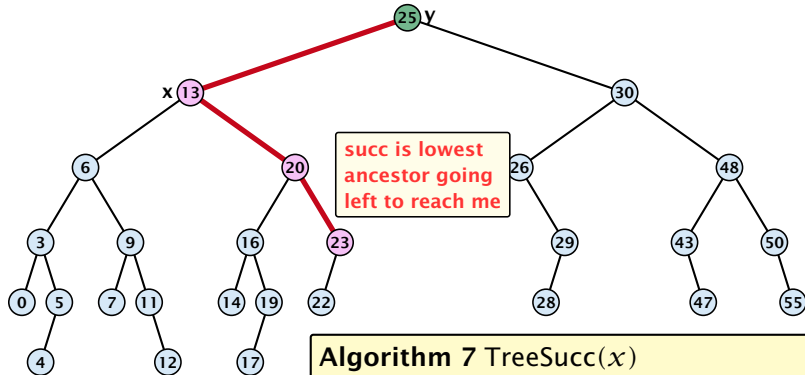 25 y
x 13 30
6 20 26 48
succ is lowest
ancestor going
left to reach me
3 9 16 23 29 43 50
0 5 7 11 14 19 22 28 47 55
4 12 17
Algorithm 7 TreeSucc(x)